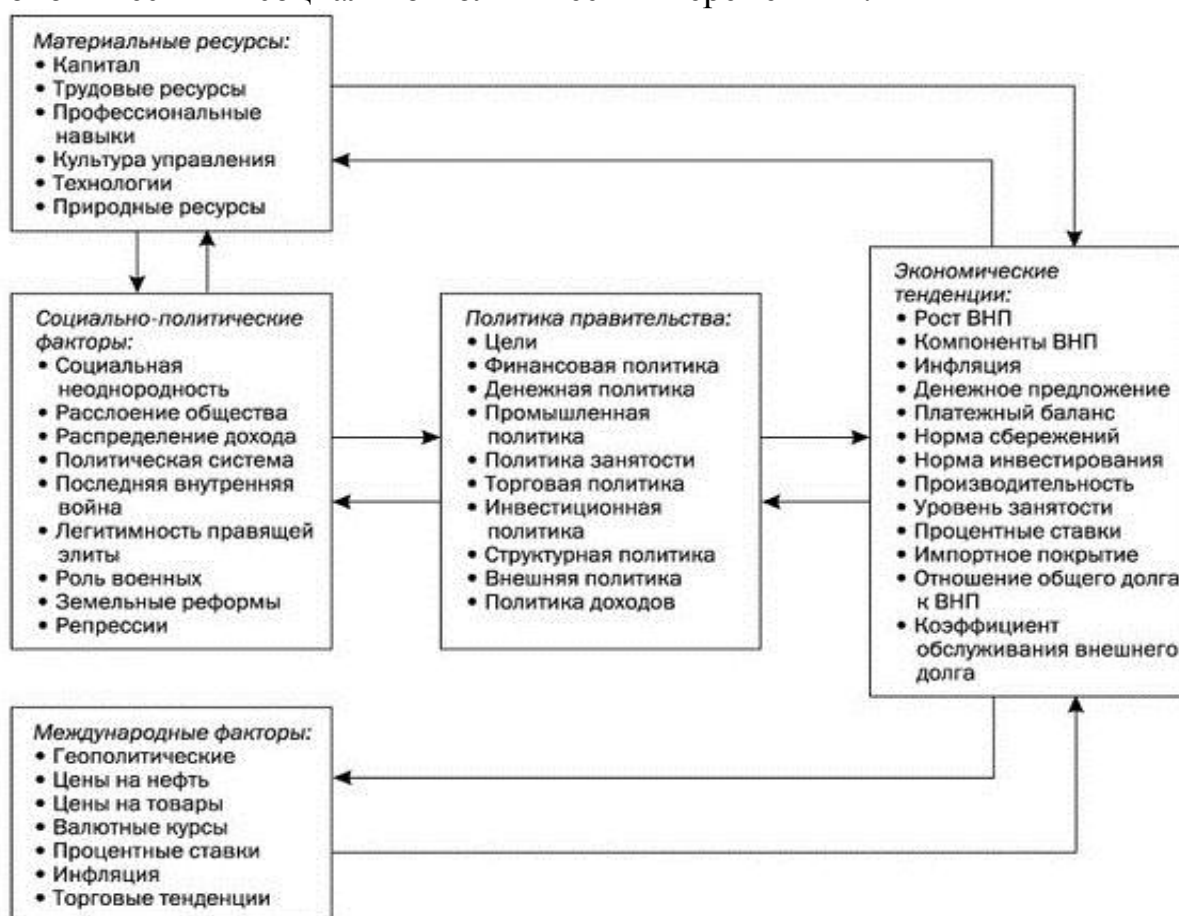 Материальные ресурсы:
• Капитал
• Трудовые ресурсы
• Профессиональные
навыки
• Культура управления
• Технологии
• Природные ресурсы
Социально-политические
факторы:
• Социальная
неоднородность
• Расслоение общества
• Распределение дохода
• Политическая система
• Последняя внутренняя
война
• Легитимность правящей
элиты
• Роль военных
• Земельные реформы
• Репрессии
Политика правительства:
• Цели
• Финансовая политика
• Денежная политика
• Промышленная
политика
• Политика занятости
• Торговая политика
• Инвестиционная
политика
• Структурная политика
• Внешняя политика
• Политика доходов
Экономические
тенденции:
• Рост ВНП
• Компоненты ВНП
• Инфляция
• Денежное предложение
• Платежный баланс
• Норма сбережений
• Норма инвестирования
• Производительность
• Уровень занятости
• Процентные ставки
• Импортное покрытие
• Отношение общего долга
к ВНП
• Коэффициент
обслуживания внешнего
долга
Международные факторы:
• Геополитические
• Цены на нефть
• Цены на товары
• Валютные курсы
• Процентные ставки
• Инфляция
• Торговые тенденции